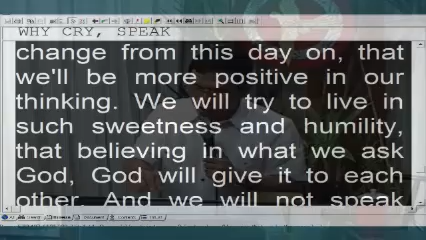 WHY CRY, SPEAK
change from this day on, that
we'll be more positive in our
thinking. We will try to live in
such sweetness and humility,
that believing in what we ask
God, God will give it to each
other. And we will not speak